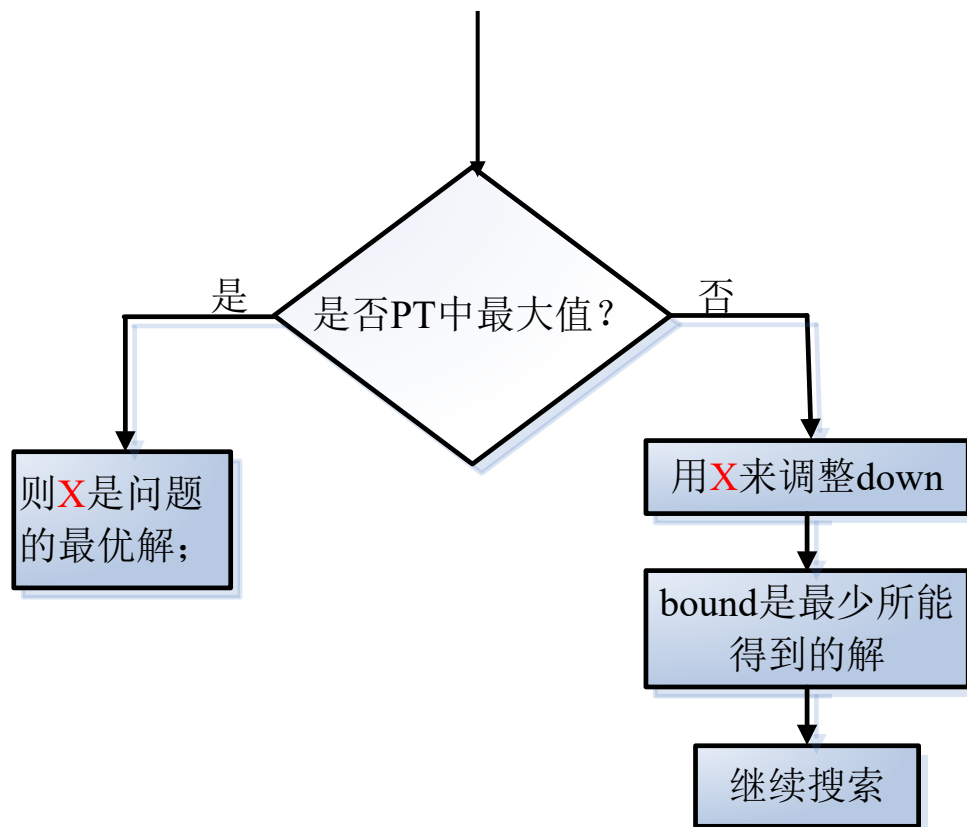 是否PT中最大值？
是
否
则X是问题
的最优解；
用X来调整down
bound是最少所能
得到的解
继续搜索